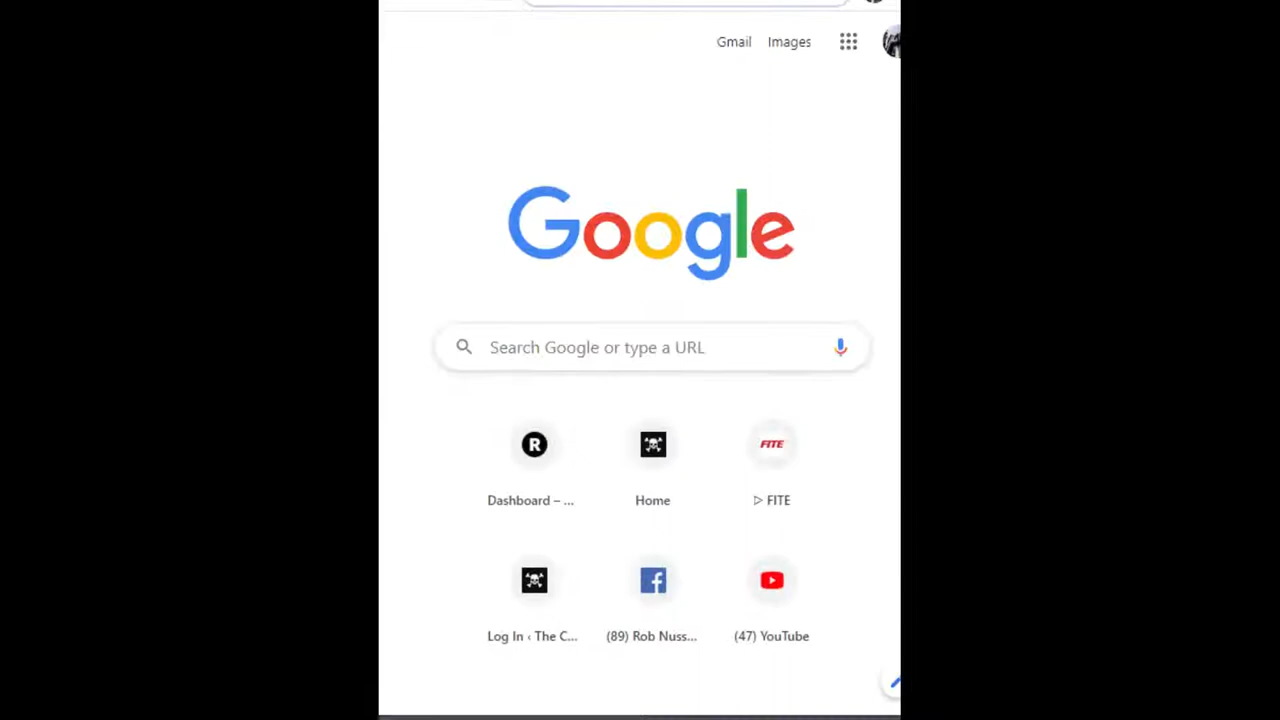 Gmail Images
Google
Search Google or type a URL
R
FITE
Dashboard – ...
Home
▷ FITE
f
Log In ‹ The C...
(89) Rob Nuss...
(47) YouTube